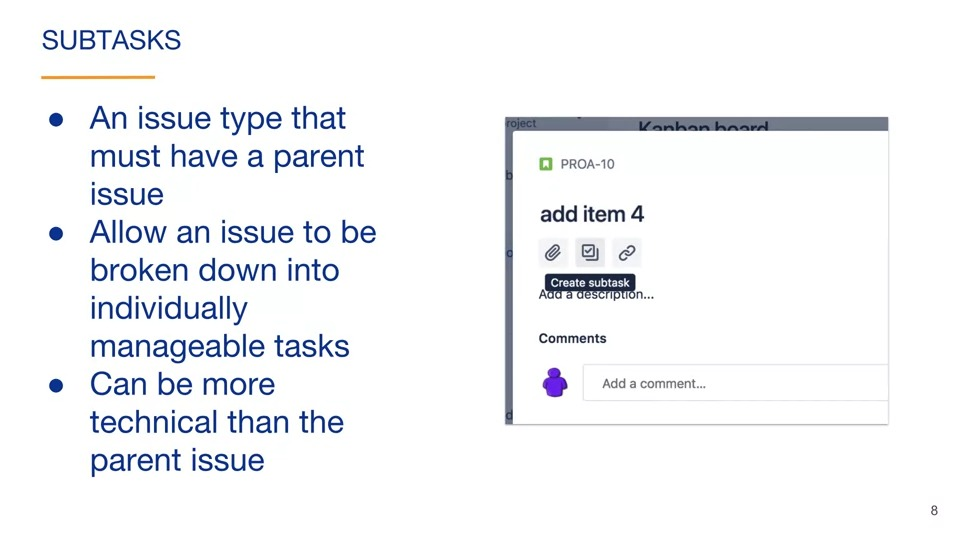 SUBTASKS
● An issue type that
must have a parent
issue
● Allow an issue to be
broken down into
individually
manageable tasks
● Can be more
technical than the
parent issue
roject
Kanban board
PROA-10
add item 4
Create subtask
Add a description...
Comments
Add a comment...
8